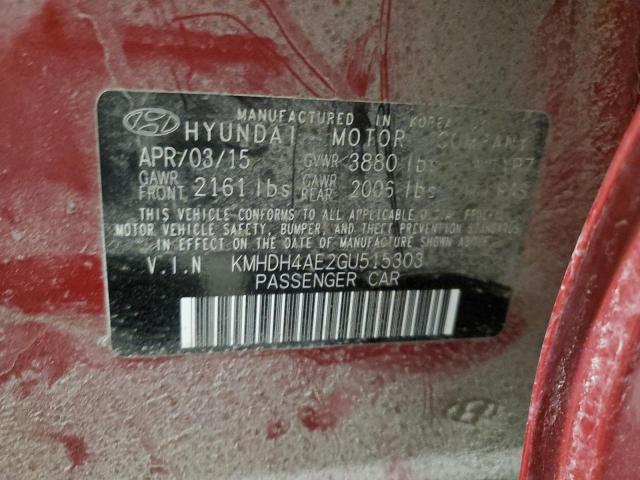 MANUFACTURED IN KOREA
HYUNDAI MOTOR COMPANY
APR/03/15 GVWR 3880 lbs
GAWR FRONT 2161 lbs GAWR REAR 2006 lbs
THIS VEHICLE CONFORMS TO ALL APPLICABLE U.S.A. FEDERAL
MOTOR VEHICLE SAFETY, BUMPER, AND THEFT PREVENTION STANDARDS
IN EFFECT ON THE DATE OF MANUFACTURE SHOWN ABOVE.
V.I.N KMHDH4AE2GU515303
PASSENGER CAR